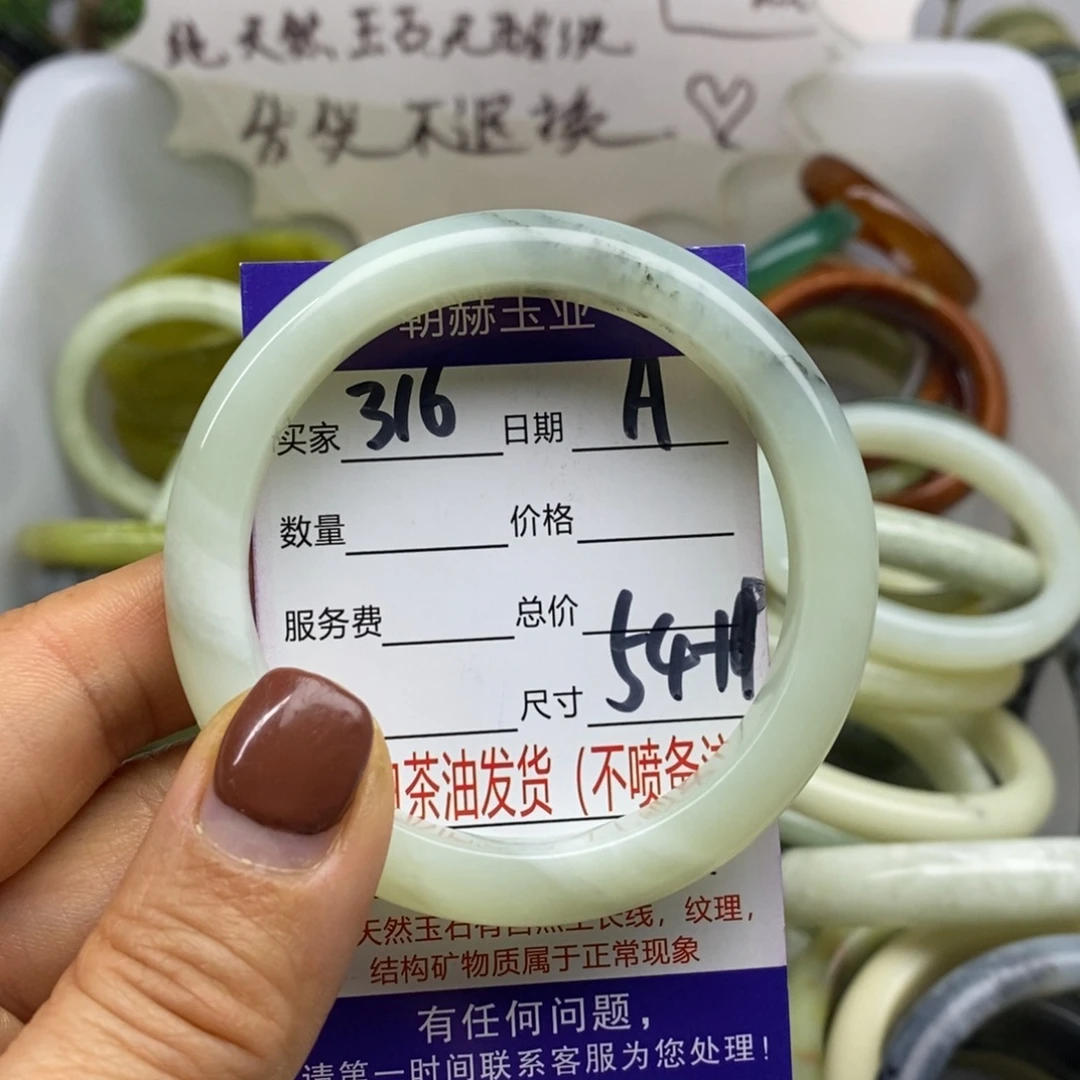 纯天然玉石无酸洗
售出不退换
朝赫玉业
买家 316 日期 A
数量 价格
服务费 总价
尺寸 54-14
茶油发货（不喷备注
天然玉石有自然生长线，纹理，
结构矿物质属于正常现象
有任何问题，
请第一时间联系客服为您处理！